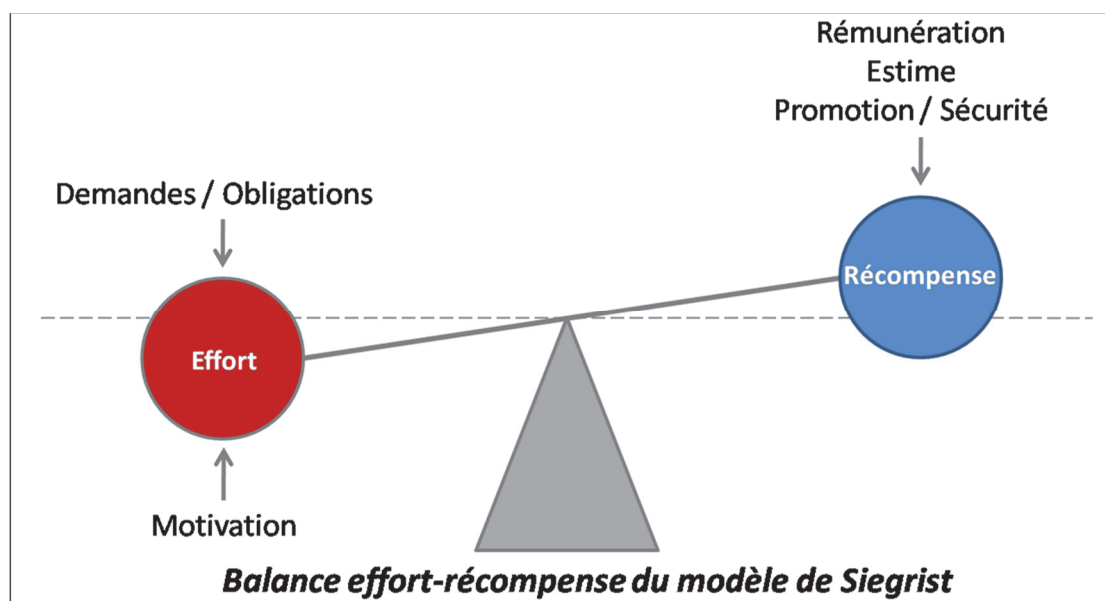 Rémunération
Estime
Promotion / Sécurité
Demandes / Obligations
Récompense
Effort
Motivation
Balance effort-récompense du modèle de Siegrist